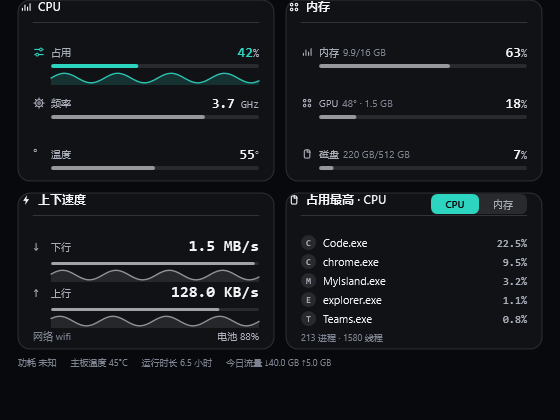 CPU
占用 42%
频率 3.7 GHz
温度 55°
内存
内存 9.9/16 GB 63%
GPU 48° · 1.5 GB 18%
磁盘 220 GB/512 GB 7%
上下速度
↓ 下行 1.5 MB/s
↑ 上行 128.0 KB/s
网络 wifi 电池 88%
占用最高 · CPU CPU 内存
C Code.exe 22.5%
C chrome.exe 9.5%
M MyIsland.exe 3.2%
E explorer.exe 1.1%
T Teams.exe 0.8%
213 进程 · 1580 线程
功耗 未知 主板温度 45°C 运行时长 6.5 小时 今日流量 ↓40.0 GB ↑5.0 GB